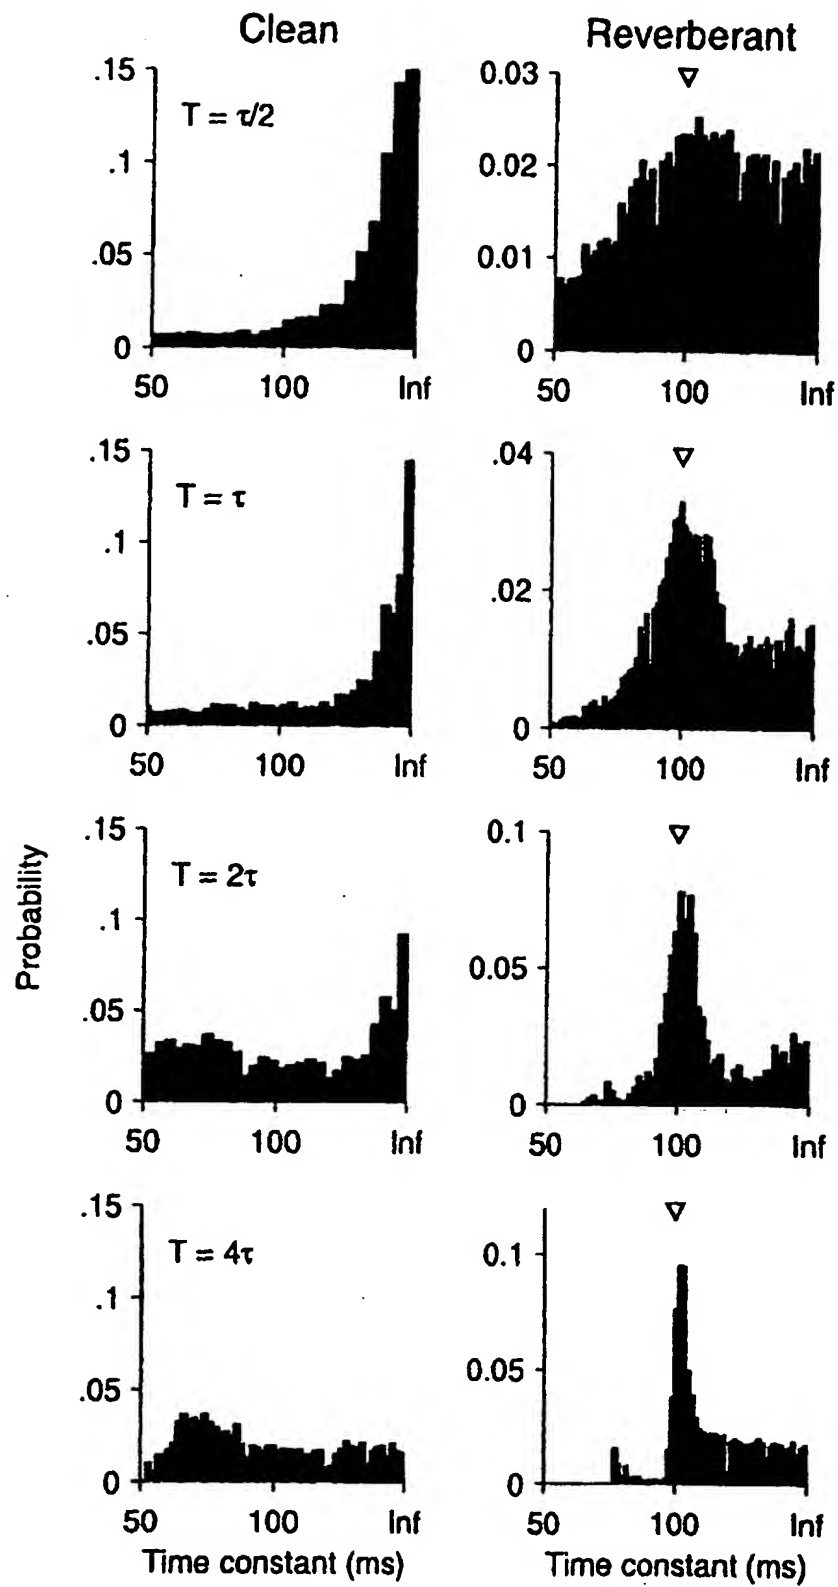 Clean Reverberant
.15 0.03 ▽
T = τ/2
.1 0.02
.05 0.01
0 0
50 100 Inf 50 100 Inf
.15 .04 ▽
T = τ
.1
.02
.05
0 0
50 100 Inf 50 100 Inf
Probability
.15 0.1 ▽
T = 2τ
.1
0.05
.05
0 0
50 100 Inf 50 100 Inf
.15 ▽
T = 4τ
0.1
.1
.05 0.05
0 0
50 100 Inf 50 100 Inf
Time constant (ms) Time constant (ms)